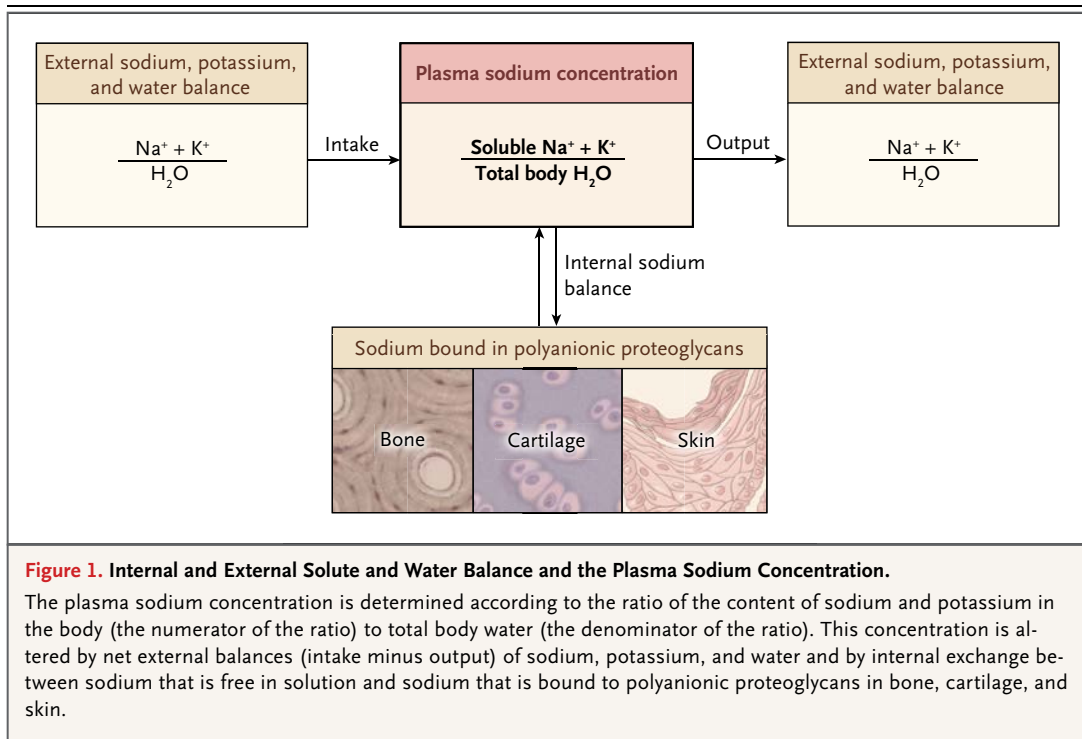 External sodium, potassium,
and water balance
Na⁺ + K⁺
H₂O
Intake
Plasma sodium concentration
Soluble Na⁺ + K⁺
Total body H₂O
Output
External sodium, potassium,
and water balance
Na⁺ + K⁺
H₂O
Internal sodium
balance
Sodium bound in polyanionic proteoglycans
Bone
Cartilage
Skin
Figure 1. Internal and External Solute and Water Balance and the Plasma Sodium Concentration.
The plasma sodium concentration is determined according to the ratio of the content of sodium and potassium in
the body (the numerator of the ratio) to total body water (the denominator of the ratio). This concentration is al-
tered by net external balances (intake minus output) of sodium, potassium, and water and by internal exchange be-
tween sodium that is free in solution and sodium that is bound to polyanionic proteoglycans in bone, cartilage, and
skin.